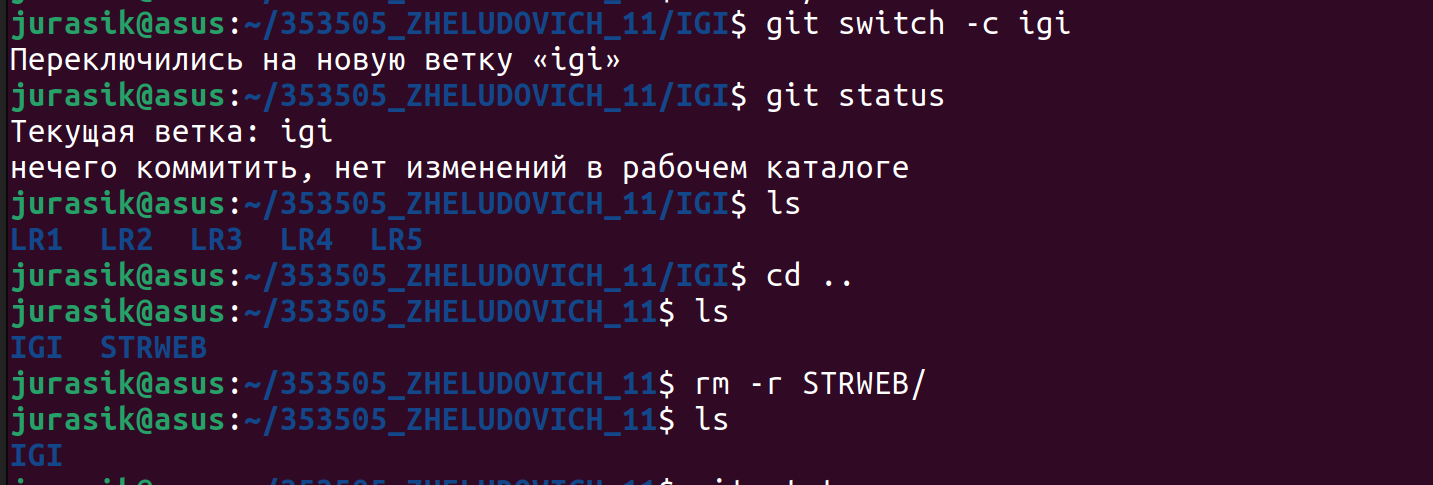 jurasik@asus:~/353505_ZHELUDOVICH_11/IGI$ git switch -c igi
Переключились на новую ветку «igi»
jurasik@asus:~/353505_ZHELUDOVICH_11/IGI$ git status
Текущая ветка: igi
нечего коммитить, нет изменений в рабочем каталоге
jurasik@asus:~/353505_ZHELUDOVICH_11/IGI$ ls
LR1  LR2  LR3  LR4  LR5
jurasik@asus:~/353505_ZHELUDOVICH_11/IGI$ cd ..
jurasik@asus:~/353505_ZHELUDOVICH_11$ ls
IGI  STRWEB
jurasik@asus:~/353505_ZHELUDOVICH_11$ rm -r STRWEB/
jurasik@asus:~/353505_ZHELUDOVICH_11$ ls
IGI